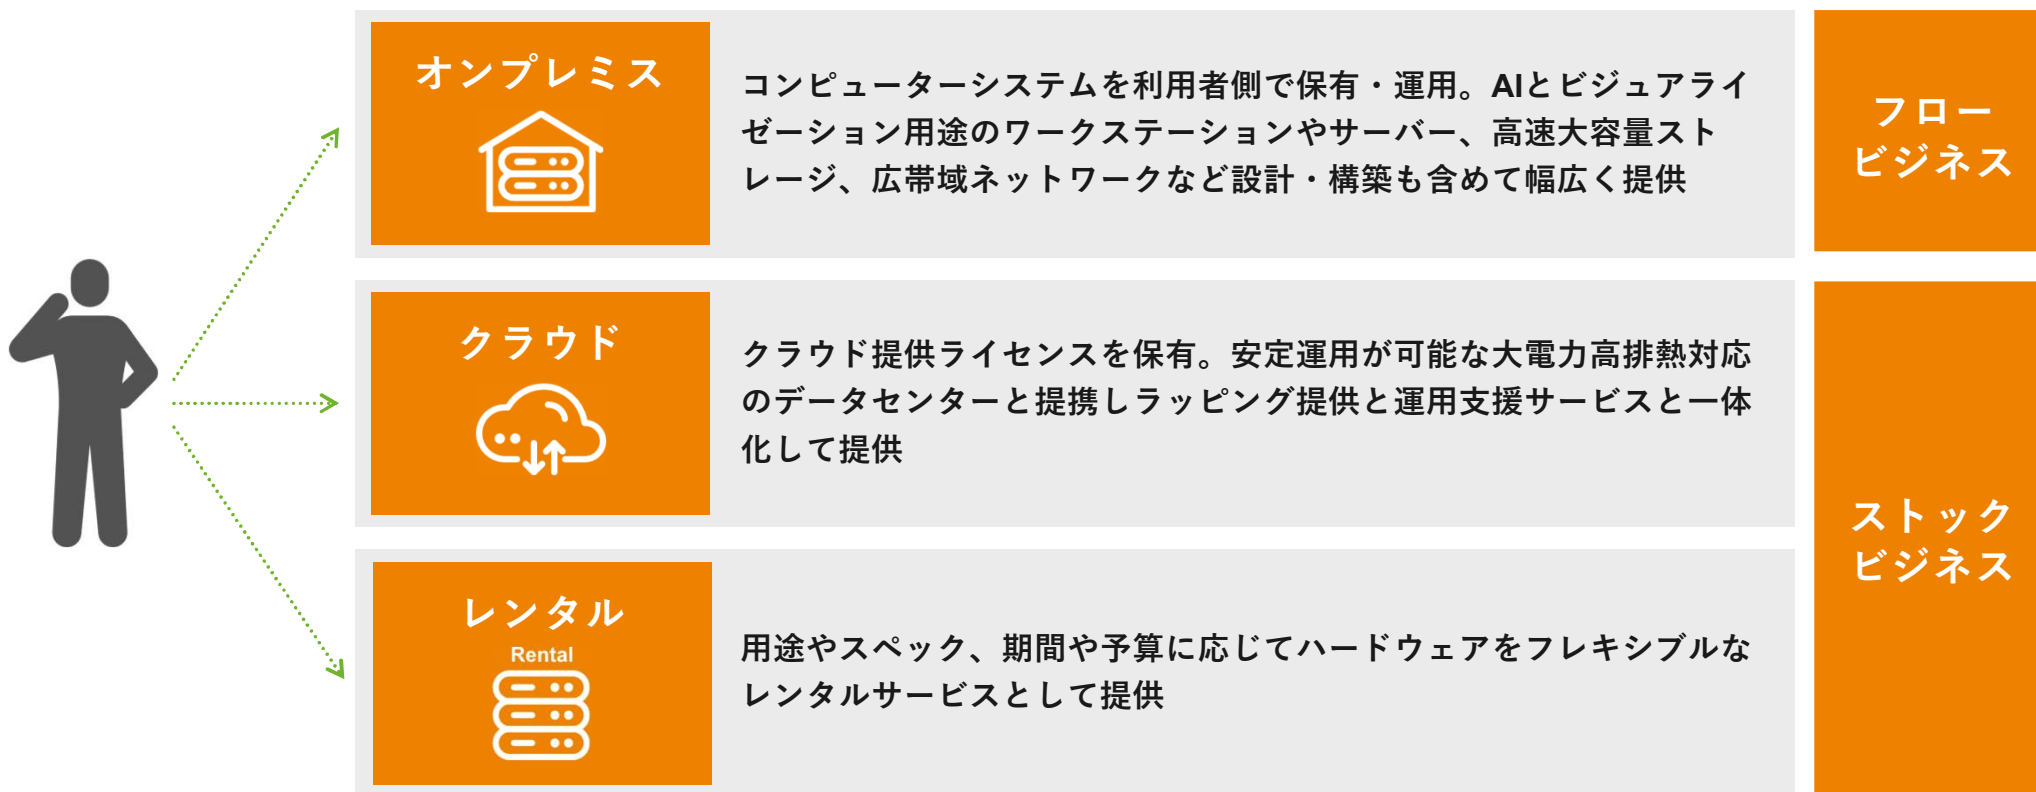 オンプレミス
コンピューターシステムを利用者側で保有・運用。AIとビジュアライ
ゼーション用途のワークステーションやサーバー、高速大容量スト
レージ、広帯域ネットワークなど設計・構築も含めて幅広く提供
フロー
ビジネス
クラウド
クラウド提供ライセンスを保有。安定運用が可能な大電力高排熱対応
のデータセンターと提携しラッピング提供と運用支援サービスと一体
化して提供
ストック
ビジネス
レンタル
Rental
用途やスペック、期間や予算に応じてハードウェアをフレキシブルな
レンタルサービスとして提供